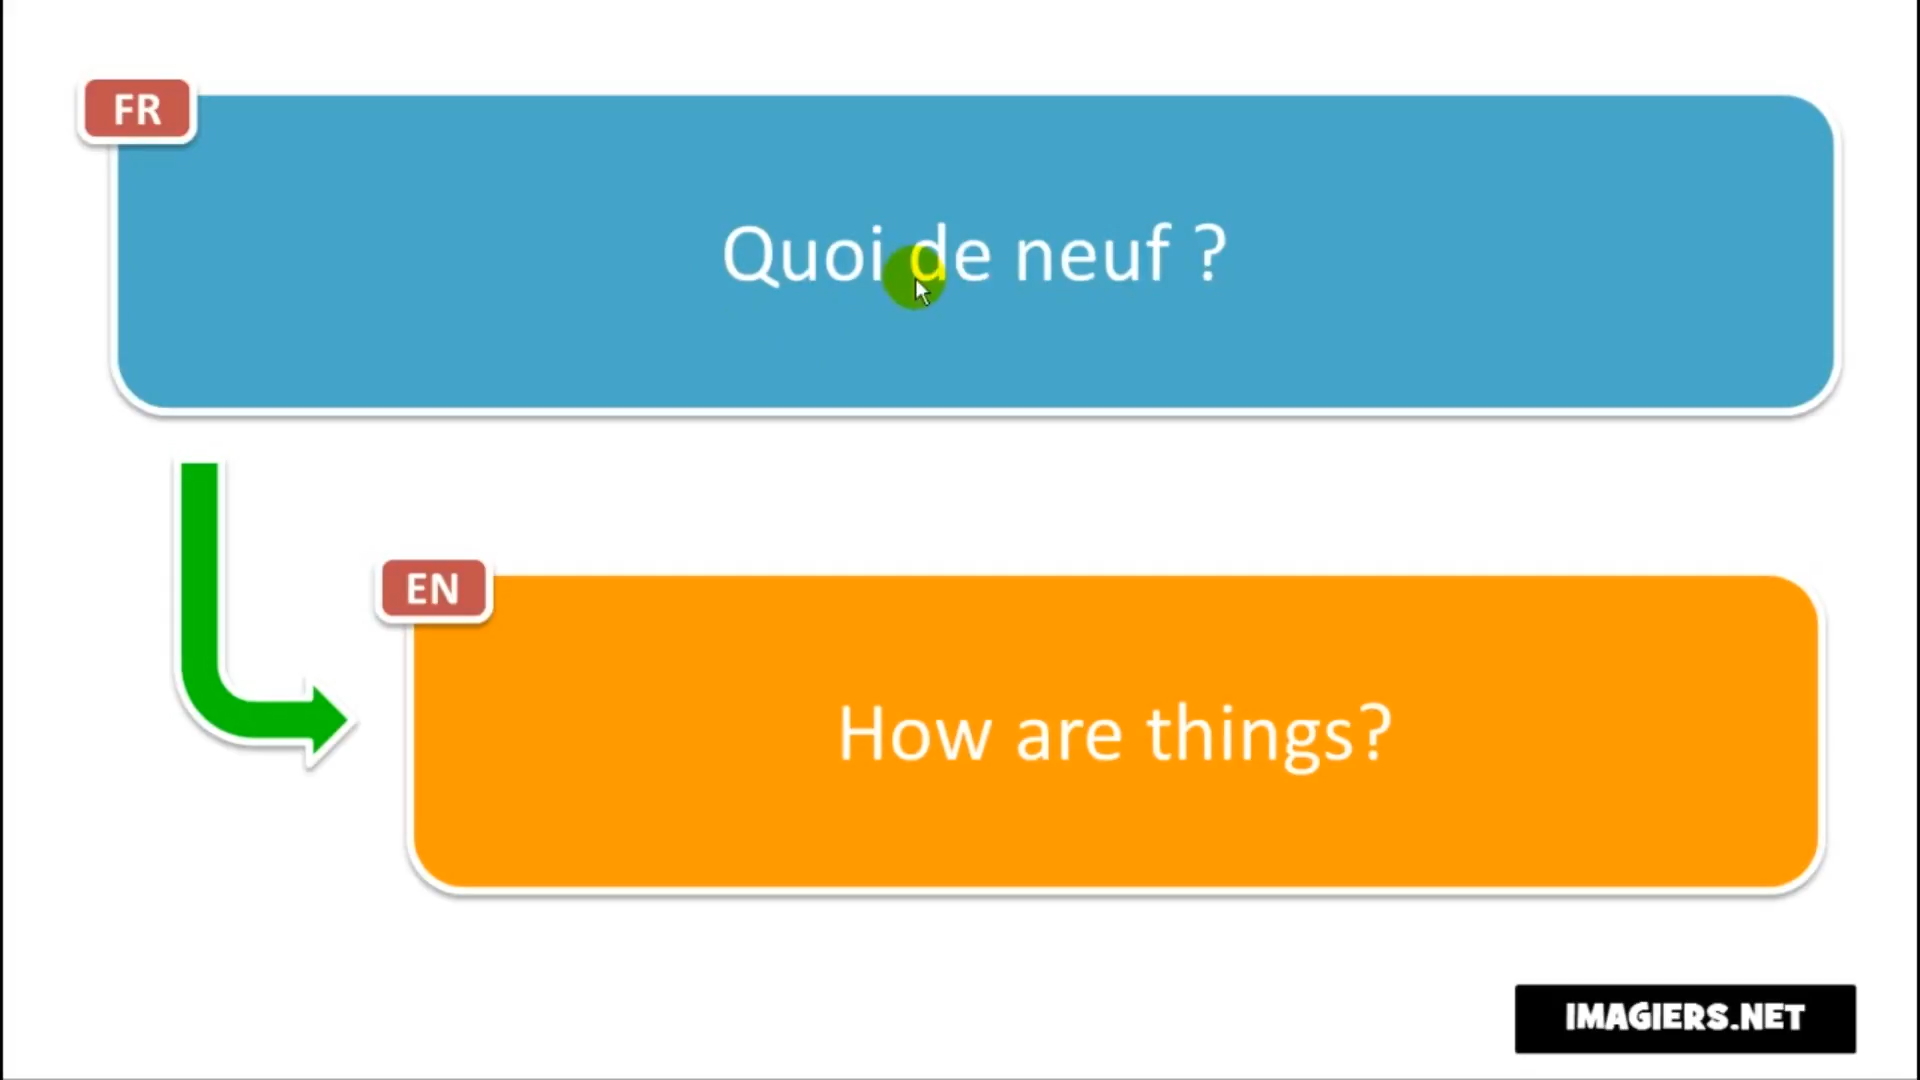 FR
Quoi de neuf ?
EN
How are things?
IMAGIERS.NET